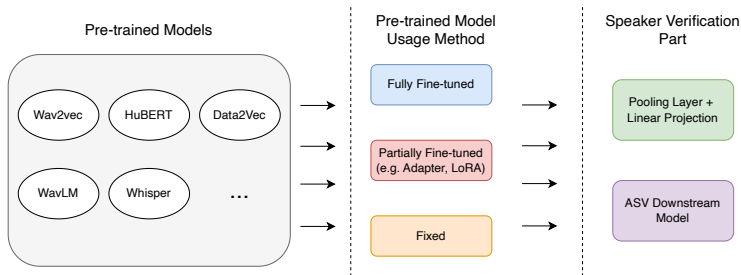 Pre-trained Models
Wav2vec
HuBERT
Data2Vec
WavLM
Whisper
...
Pre-trained Model
Usage Method
Fully Fine-tuned
Partially Fine-tuned
(e.g. Adapter, LoRA)
Fixed
Speaker Verification
Part
Pooling Layer +
Linear Projection
ASV Downstream
Model